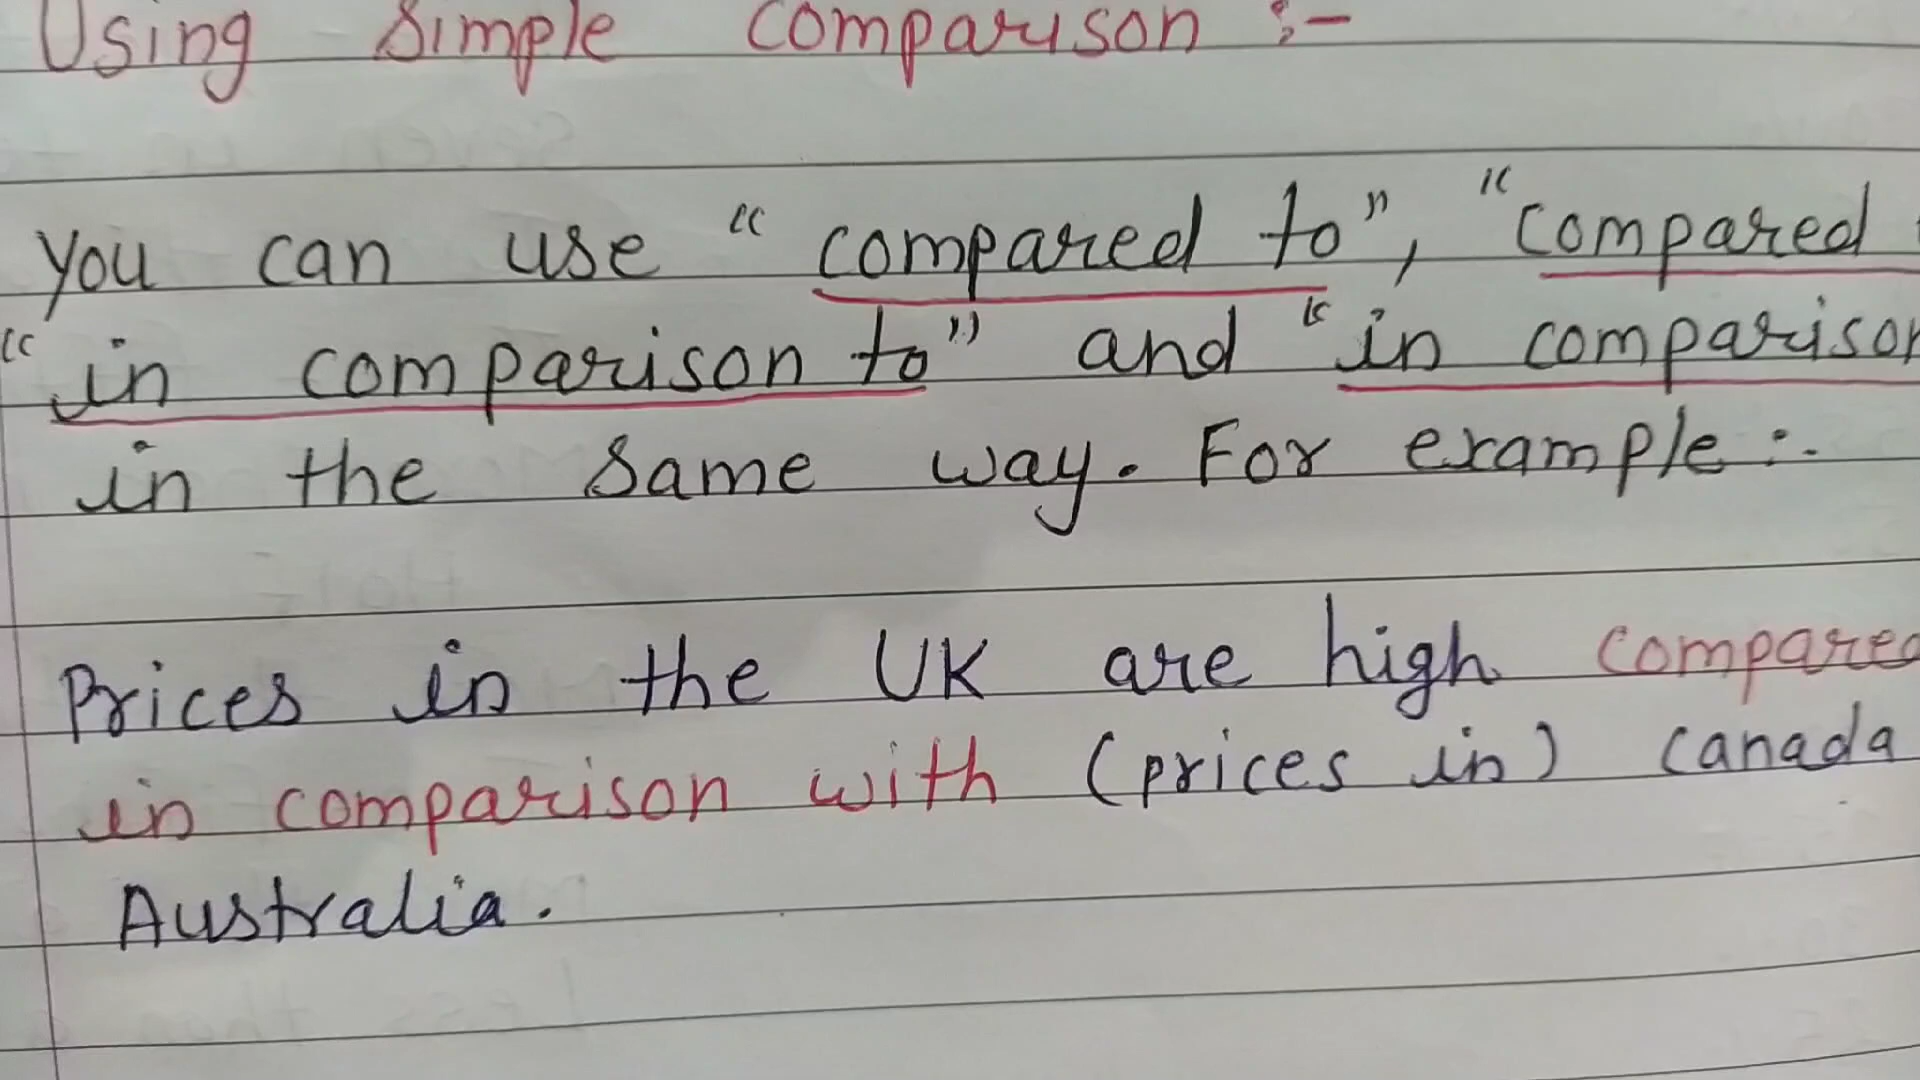 Using simple comparison :-
you can use "compared to", "compared
"in comparison to" and "in comparison
in the same way. For example :.
Prices in the UK are high compared
in comparison with (prices in) Canada
Australia.